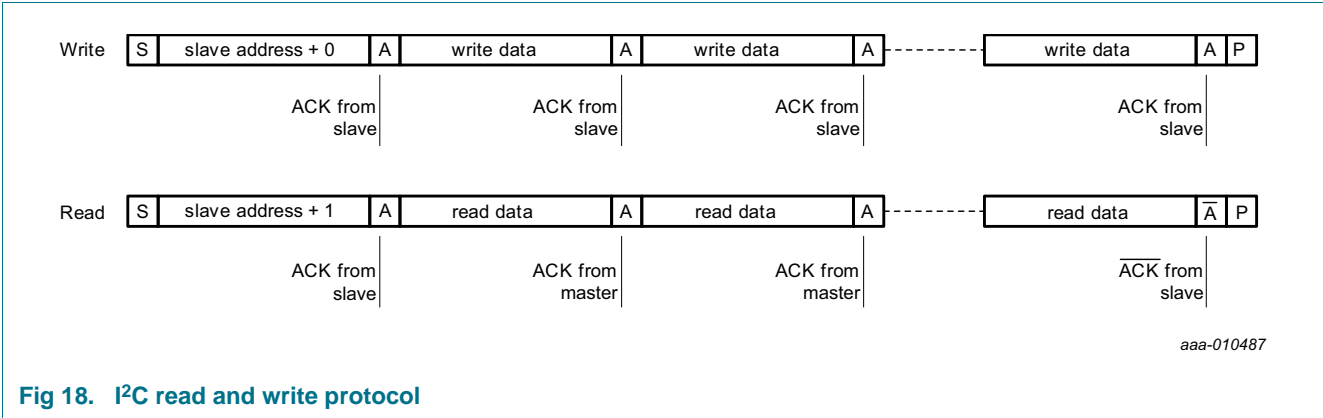 Write S slave address + 0 A write data A write data A write data A P
ACK from slave ACK from slave ACK from slave ACK from slave
Read S slave address + 1 A read data A read data A read data A̅ P
ACK from slave ACK from master ACK from master A̅C̅K̅ from slave
aaa-010487
Fig 18. I²C read and write protocol